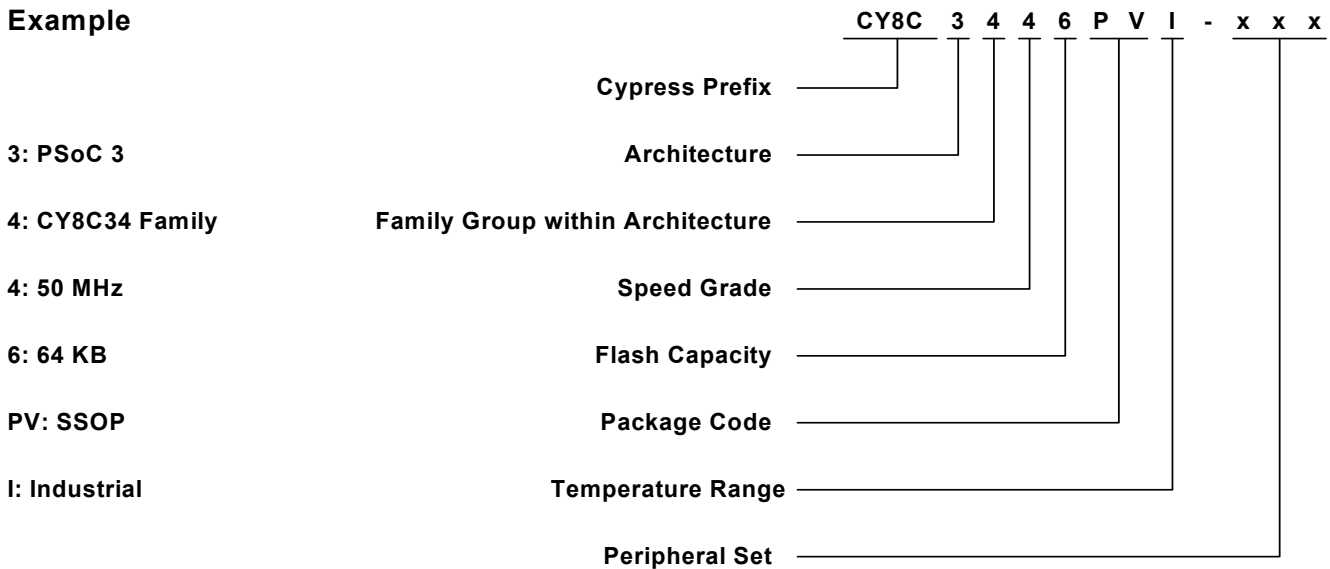 Example CY8C 3 4 4 6 P V I - x x x
Cypress Prefix
3: PSoC 3 Architecture
4: CY8C34 Family Family Group within Architecture
4: 50 MHz Speed Grade
6: 64 KB Flash Capacity
PV: SSOP Package Code
I: Industrial Temperature Range
Peripheral Set